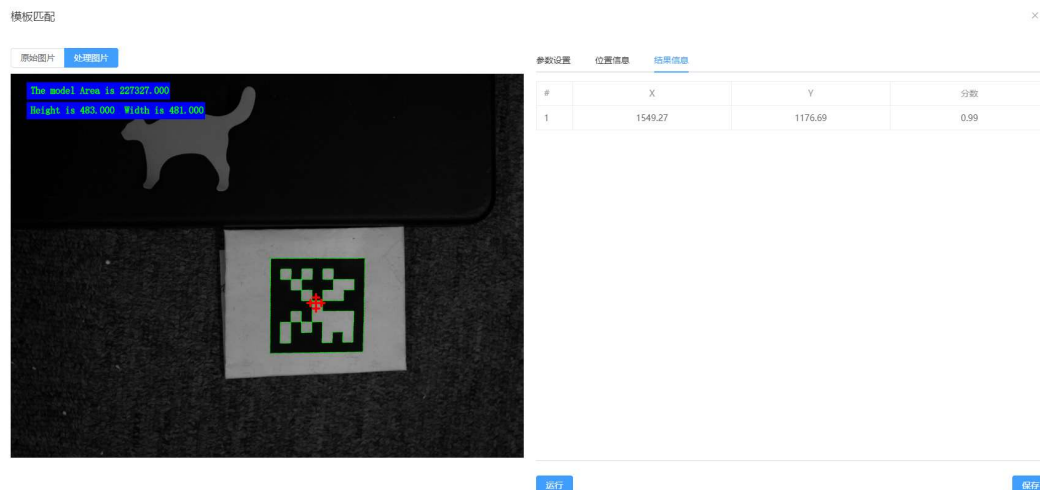 模板匹配
×
原始图片 处理图片
The model Area is 227327.000
Height is 483.000 Width is 481.000
参数设置 位置信息 结果信息
# X Y 分数
1 1549.27 1176.69 0.99
运行 保存